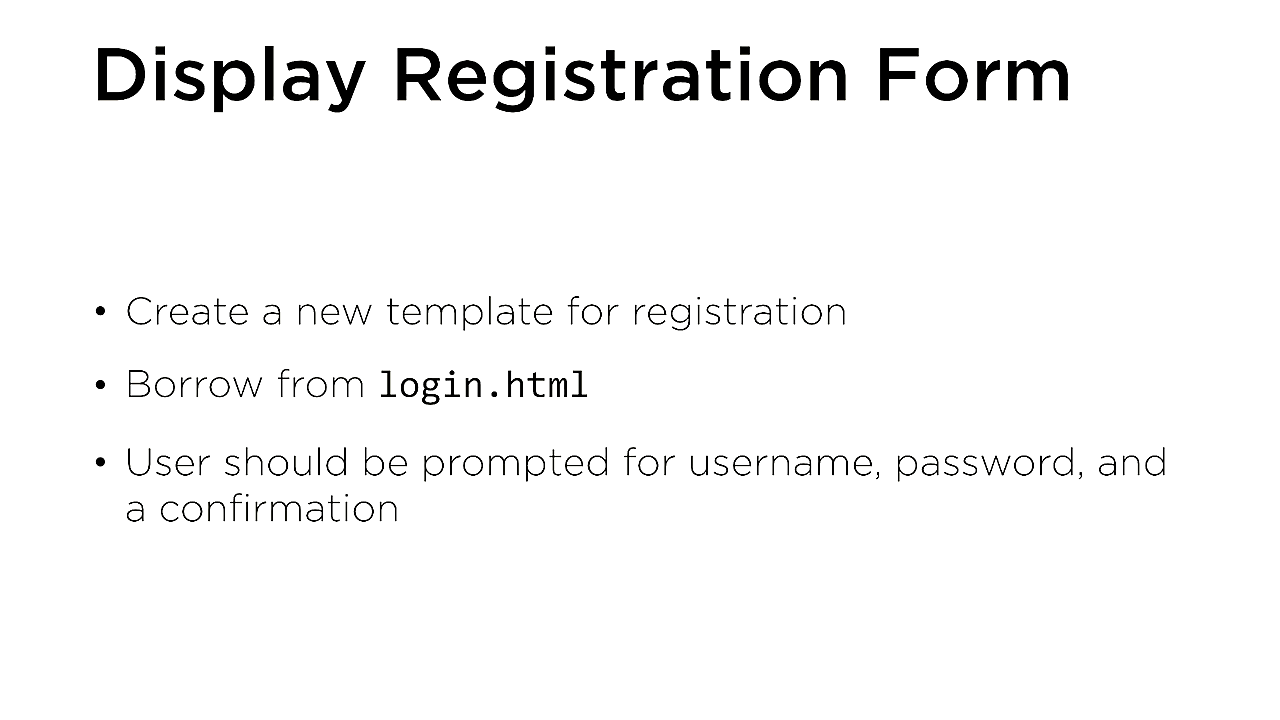 Display Registration Form
• Create a new template for registration
• Borrow from login.html
• User should be prompted for username, password, and
a confirmation